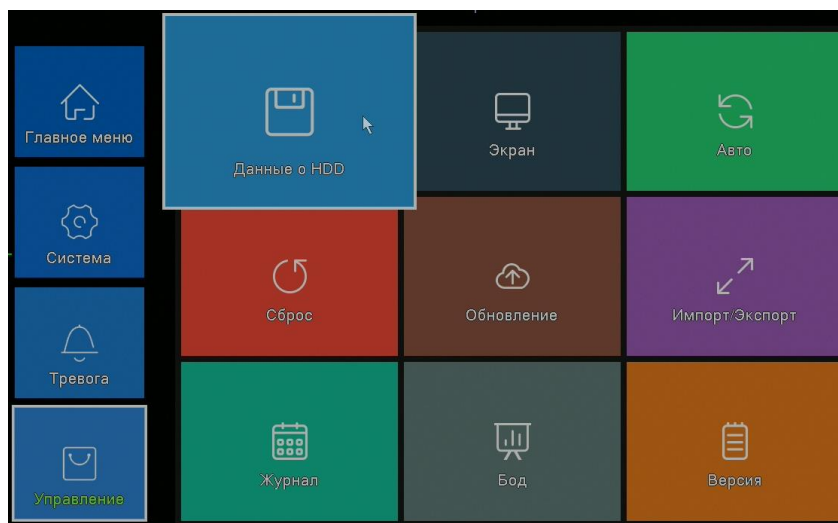 Главное меню
Данные о HDD
Экран
Авто
Система
Сброс
Обновление
Импорт/Экспорт
Тревога
Управление
Журнал
Бод
Версия